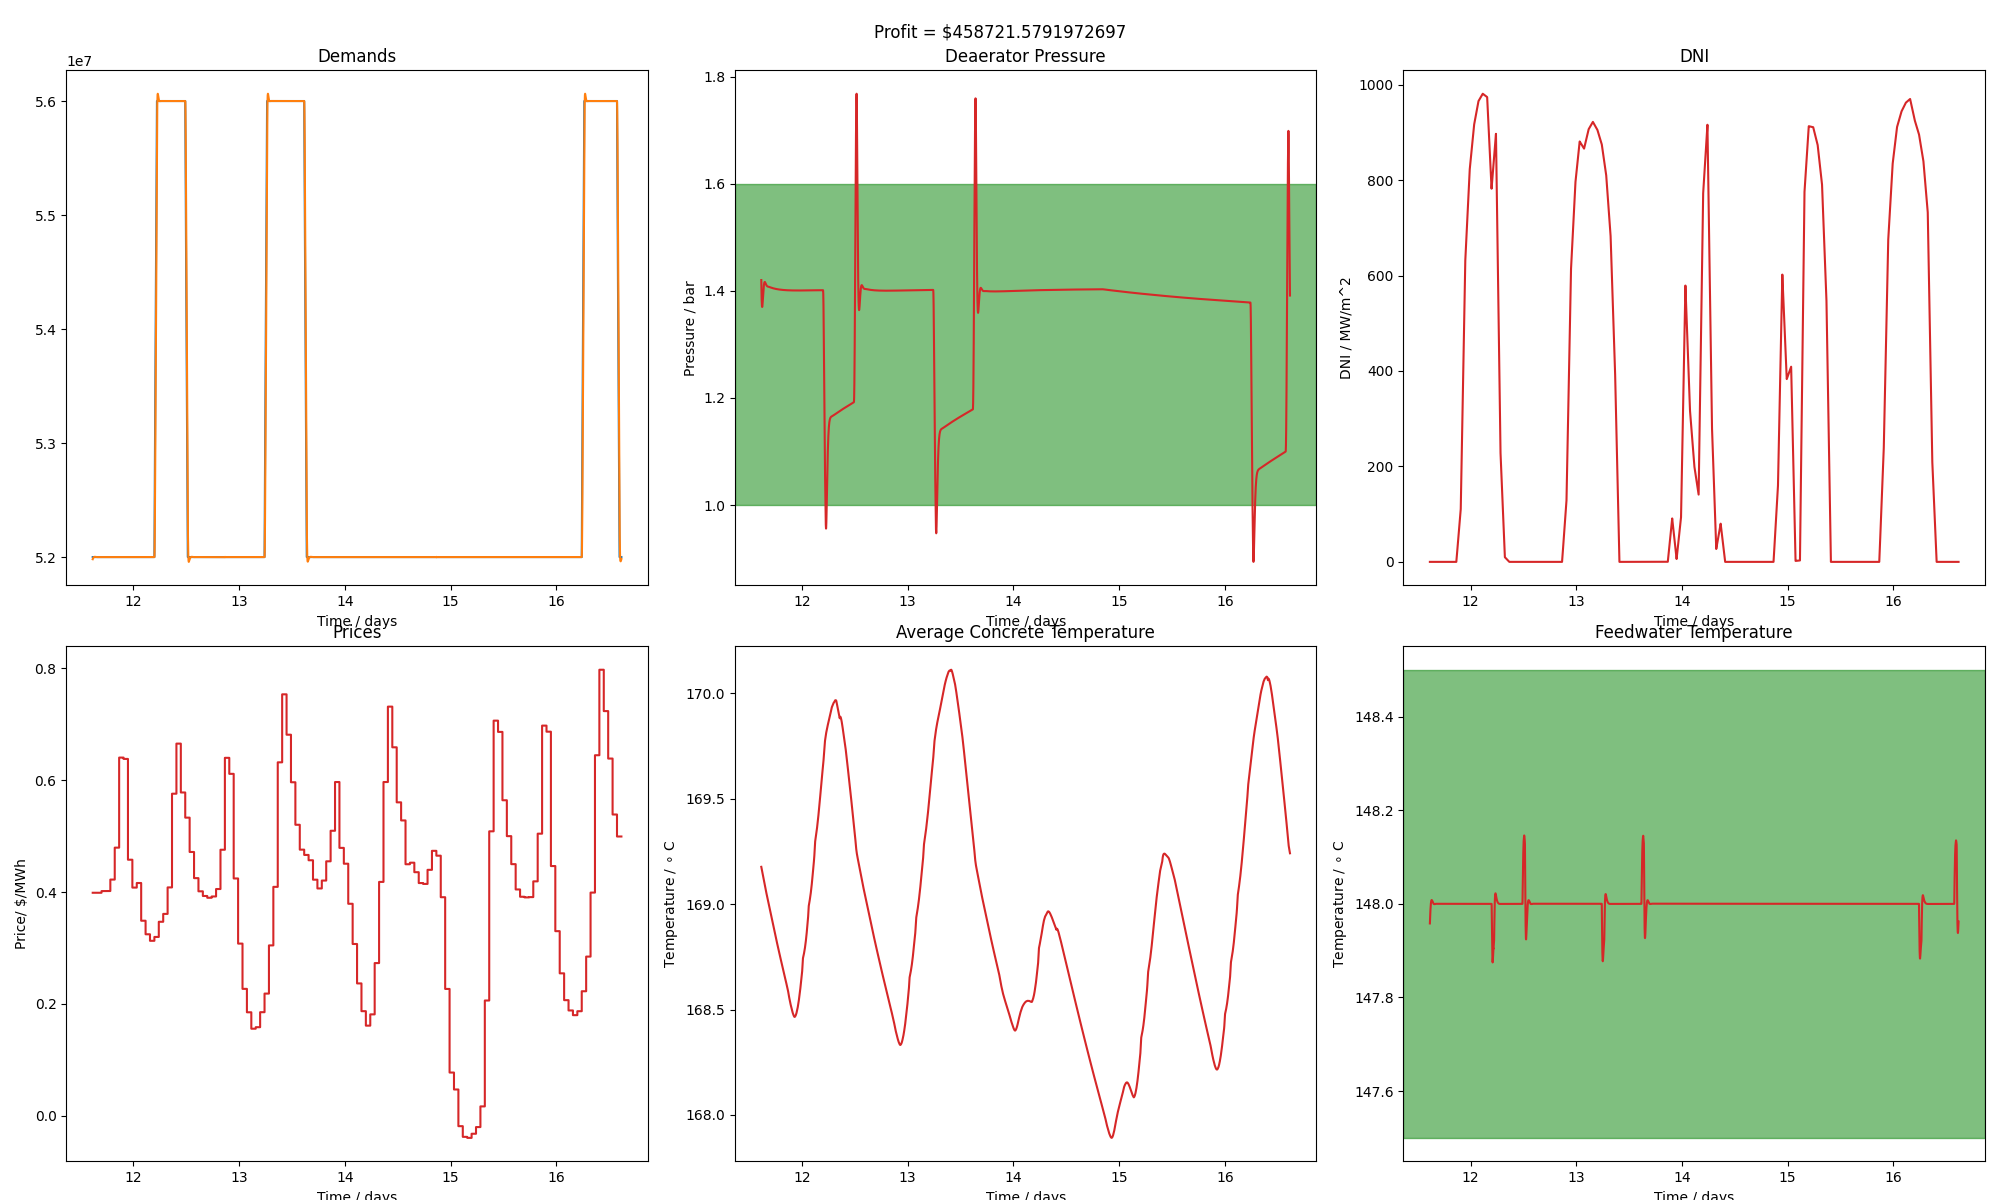 Profit = $458721.5791972697
Demands
1e7
5.6
5.5
5.4
5.3
5.2
12 13 14 15 16
Time / days
Deaerator Pressure
Pressure / bar
1.8
1.6
1.4
1.2
1.0
12 13 14 15 16
Time / days
DNI
DNI / MW/m^2
1000
800
600
400
200
0
12 13 14 15 16
Time / days
Prices
Price/ $/MWh
0.8
0.6
0.4
0.2
0.0
12 13 14 15 16
Time / days
Average Concrete Temperature
Temperature / ∘ C
170.0
169.5
169.0
168.5
168.0
12 13 14 15 16
Time / days
Feedwater Temperature
Temperature / ∘ C
148.4
148.2
148.0
147.8
147.6
12 13 14 15 16
Time / days